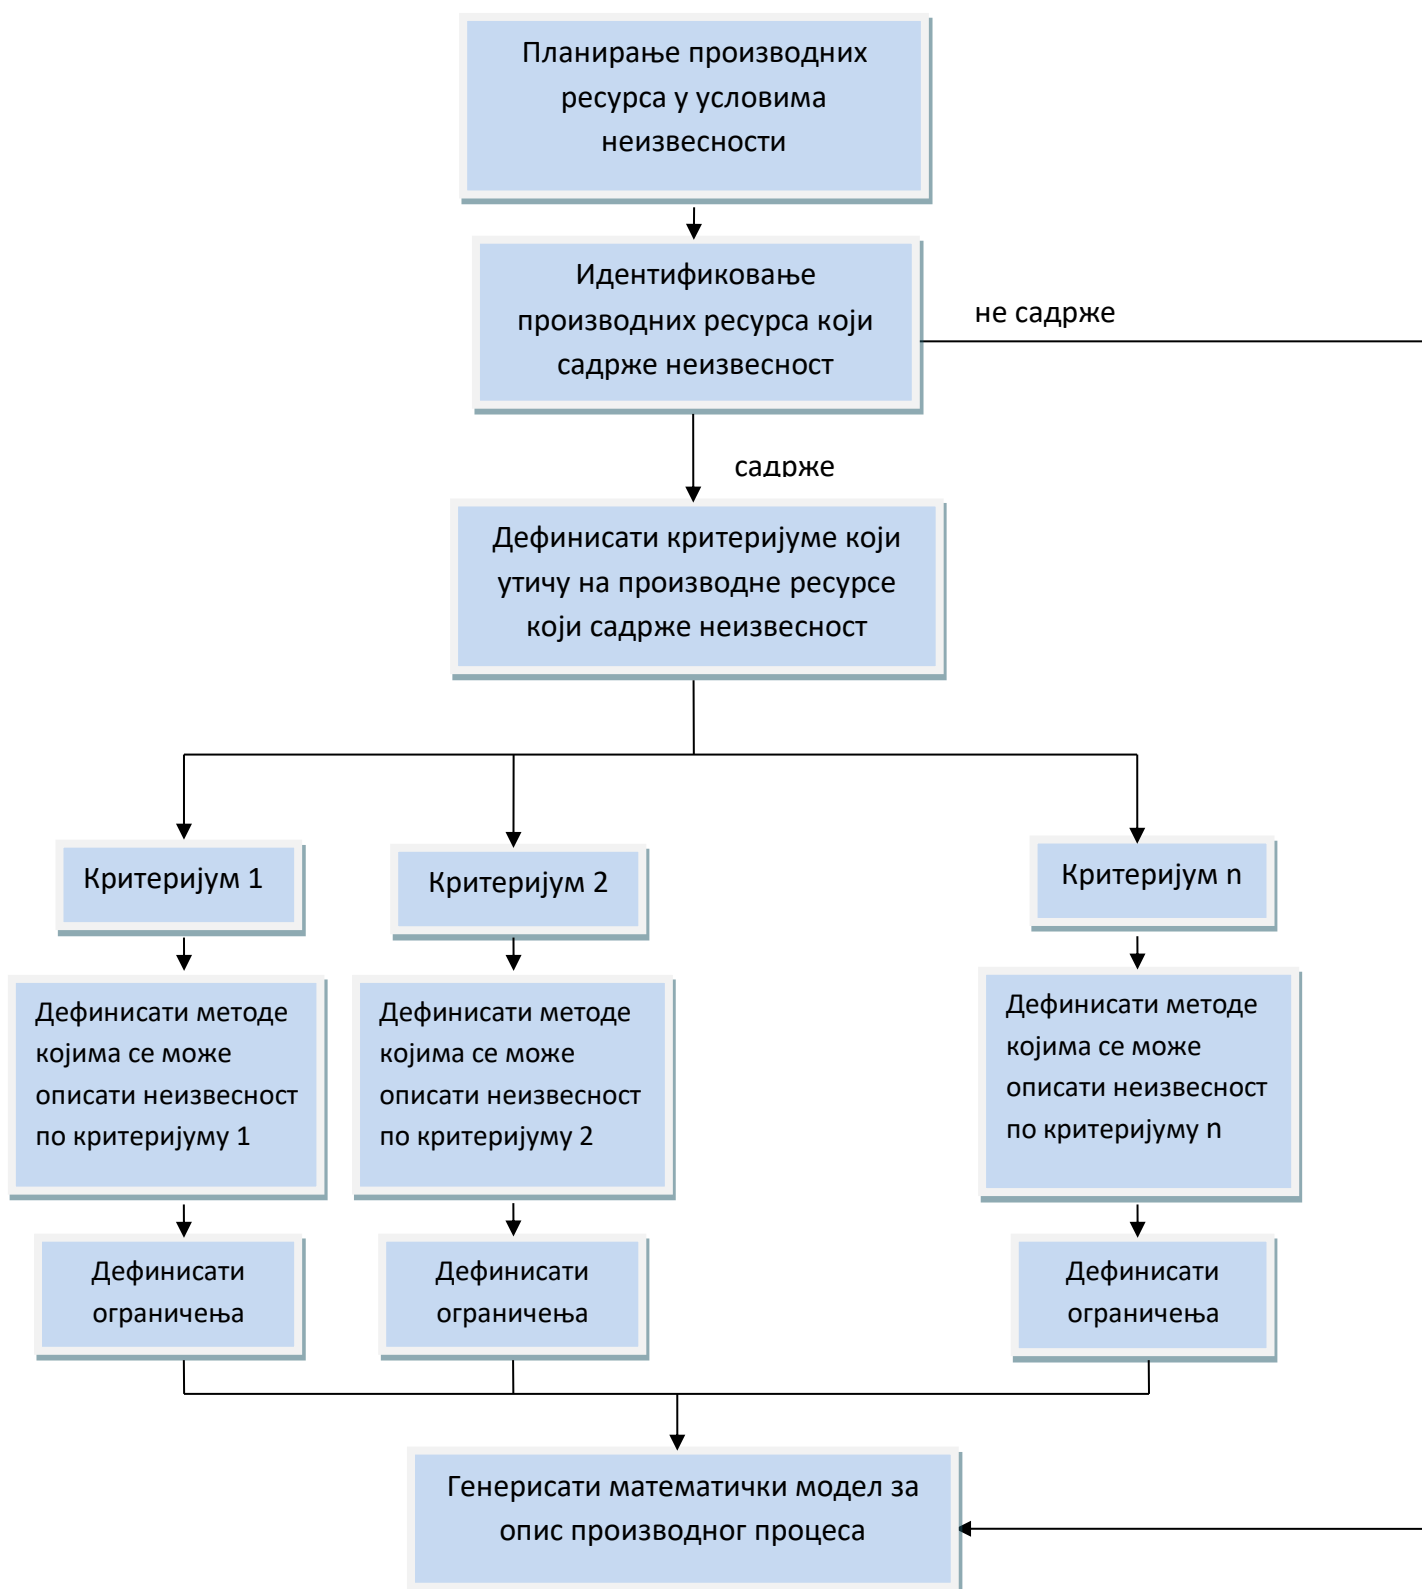 Планирање производних
ресурса у условима
неизвесности
Идентификовање
производних ресурса који
садрже неизвесност
не садрже
садрже
Дефинисати критеријуме који
утичу на производне ресурсе
који садрже неизвесност
Критеријум 1
Критеријум 2
Критеријум n
Дефинисати методе
којима се може
описати неизвесност
по критеријуму 1
Дефинисати методе
којима се може
описати неизвесност
по критеријуму 2
Дефинисати методе
којима се може
описати неизвесност
по критеријуму n
Дефинисати
ограничења
Дефинисати
ограничења
Дефинисати
ограничења
Генерисати математички модел за
опис производног процеса